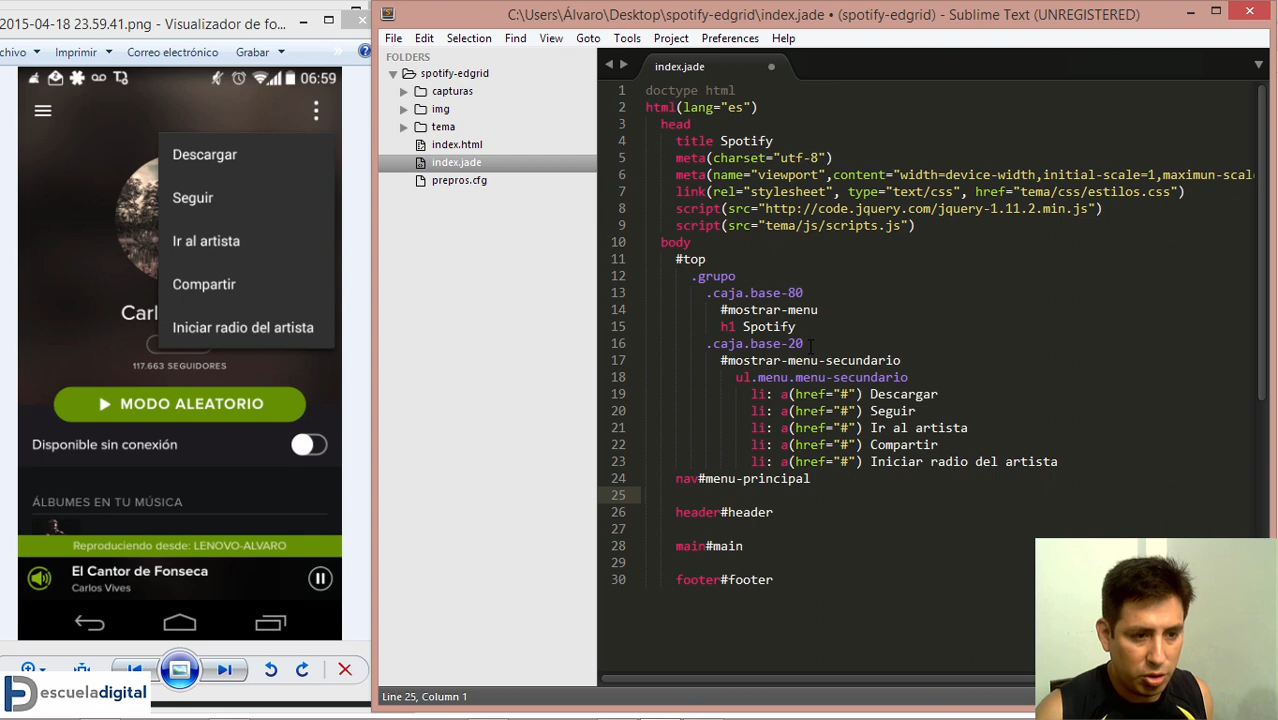 2015-04-18 23.59.41.png - Visualizador de fo...
chivo Imprimir Correo electrónico Grabar
06:59
Descargar
Seguir
Ir al artista
Compartir
Iniciar radio del artista
Carl
117.663 SEGUIDORES
MODO ALEATORIO
Disponible sin conexión
ÁLBUMES EN TU MÚSICA
Reproduciendo desde: LENOVO-ALVARO
El Cantor de Fonseca
Carlos Vives
escueladigital
C:\Users\Álvaro\Desktop\spotify-edgrid\index.jade • (spotify-edgrid) - Sublime Text (UNREGISTERED)
File Edit Selection Find View Goto Tools Project Preferences Help
FOLDERS
spotify-edgrid
capturas
img
tema
index.html
index.jade
prepros.cfg
index.jade
1 doctype html
2 html(lang="es")
3 head
4 title Spotify
5 meta(charset="utf-8")
6 meta(name="viewport",content="width=device-width,initial-scale=1,maximun-scale
7 link(rel="stylesheet", type="text/css", href="tema/css/estilos.css")
8 script(src="http://code.jquery.com/jquery-1.11.2.min.js")
9 script(src="tema/js/scripts.js")
10 body
11 #top
12 .grupo
13 .caja.base-80
14 #mostrar-menu
15 h1 Spotify
16 .caja.base-20
17 #mostrar-menu-secundario
18 ul.menu.menu-secundario
19 li: a(href="#") Descargar
20 li: a(href="#") Seguir
21 li: a(href="#") Ir al artista
22 li: a(href="#") Compartir
23 li: a(href="#") Iniciar radio del artista
24 nav#menu-principal
25
26 header#header
27
28 main#main
29
30 footer#footer
Line 25, Column 1